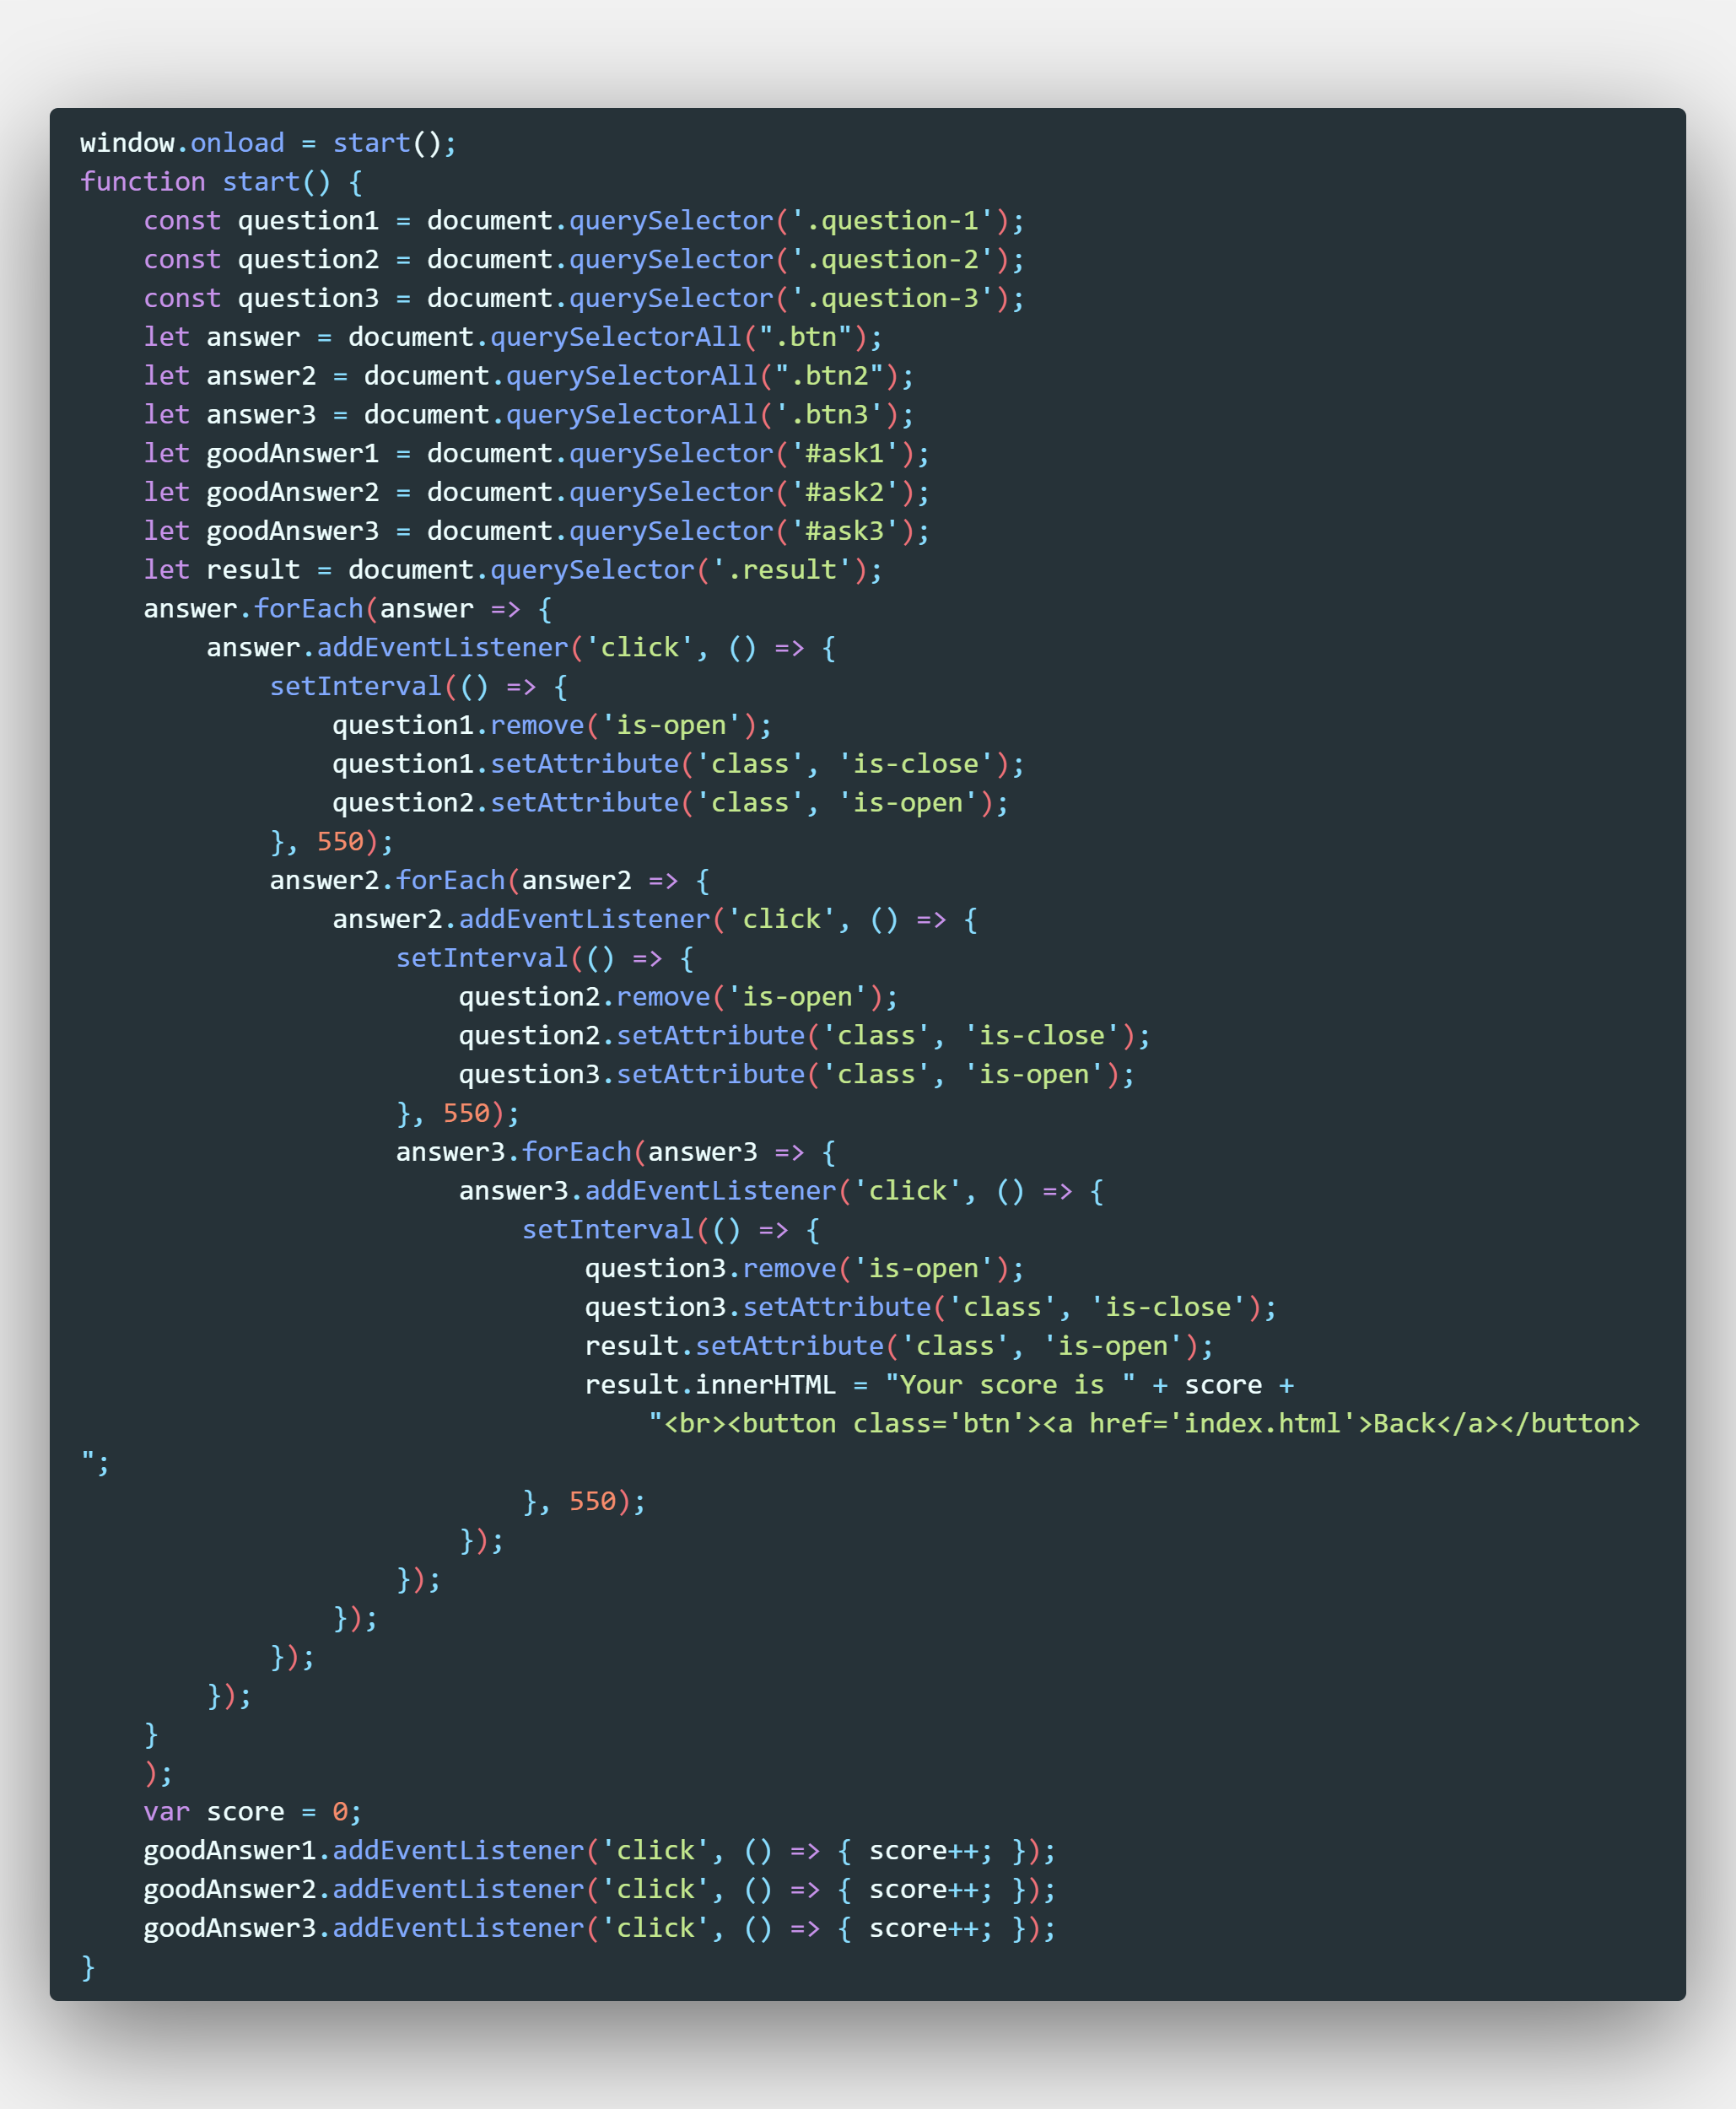 window.onload = start();
function start() {
    const question1 = document.querySelector('.question-1');
    const question2 = document.querySelector('.question-2');
    const question3 = document.querySelector('.question-3');
    let answer = document.querySelectorAll(".btn");
    let answer2 = document.querySelectorAll(".btn2");
    let answer3 = document.querySelectorAll('.btn3');
    let goodAnswer1 = document.querySelector('#ask1');
    let goodAnswer2 = document.querySelector('#ask2');
    let goodAnswer3 = document.querySelector('#ask3');
    let result = document.querySelector('.result');
    answer.forEach(answer => {
        answer.addEventListener('click', () => {
            setInterval(() => {
                question1.remove('is-open');
                question1.setAttribute('class', 'is-close');
                question2.setAttribute('class', 'is-open');
            }, 550);
            answer2.forEach(answer2 => {
                answer2.addEventListener('click', () => {
                    setInterval(() => {
                        question2.remove('is-open');
                        question2.setAttribute('class', 'is-close');
                        question3.setAttribute('class', 'is-open');
                    }, 550);
                    answer3.forEach(answer3 => {
                        answer3.addEventListener('click', () => {
                            setInterval(() => {
                                question3.remove('is-open');
                                question3.setAttribute('class', 'is-close');
                                result.setAttribute('class', 'is-open');
                                result.innerHTML = "Your score is " + score +
                                    "<br><button class='btn'><a href='index.html'>Back</a></button>
";
                            }, 550);
                        });
                    });
                });
            });
        });
    }
    );
    var score = 0;
    goodAnswer1.addEventListener('click', () => { score++; });
    goodAnswer2.addEventListener('click', () => { score++; });
    goodAnswer3.addEventListener('click', () => { score++; });
}